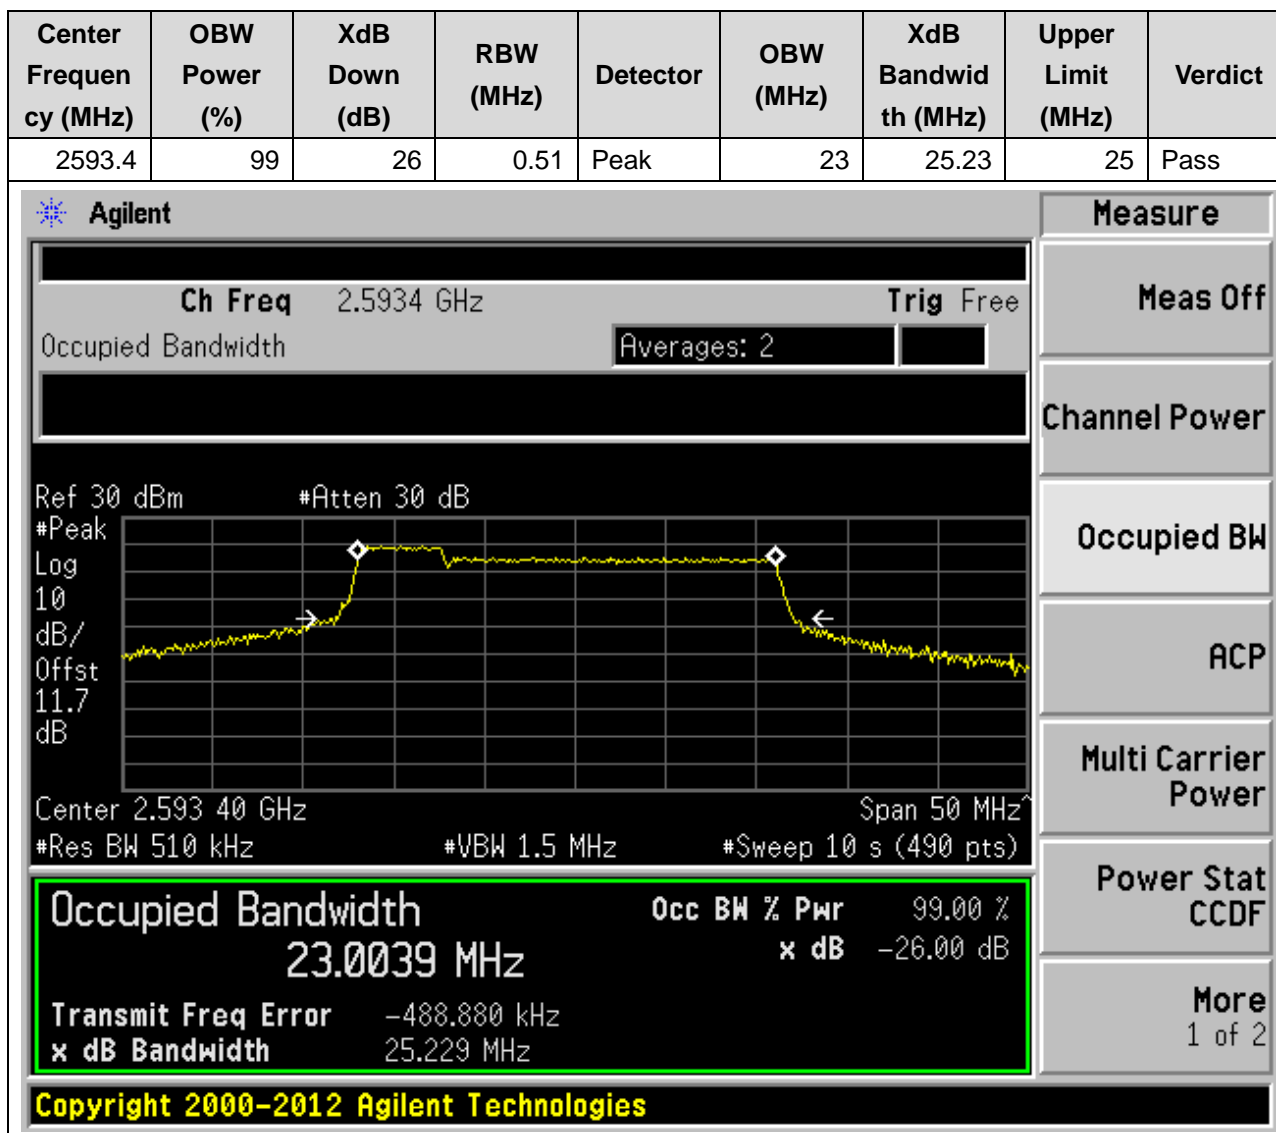 Center Frequen cy (MHz) OBW Power (%) XdB Down (dB) RBW (MHz) Detector OBW (MHz) XdB Bandwid th (MHz) Upper Limit (MHz) Verdict
2593.4 99 26 0.51 Peak 23 25.23 25 Pass
Agilent
Measure
Ch Freq 2.5934 GHz Trig Free
Occupied Bandwidth Averages: 2
Ref 30 dBm #Atten 30 dB
#Peak
Log
10
dB/
Offst
11.7
dB
Center 2.593 40 GHz Span 50 MHz^
#Res BW 510 kHz #VBW 1.5 MHz #Sweep 10 s (490 pts)
Occupied Bandwidth Occ BW % Pwr 99.00 %
23.0039 MHz x dB -26.00 dB
Transmit Freq Error -488.880 kHz
x dB Bandwidth 25.229 MHz
Meas Off
Channel Power
Occupied BW
ACP
Multi Carrier
Power
Power Stat
CCDF
More
1 of 2
Copyright 2000-2012 Agilent Technologies